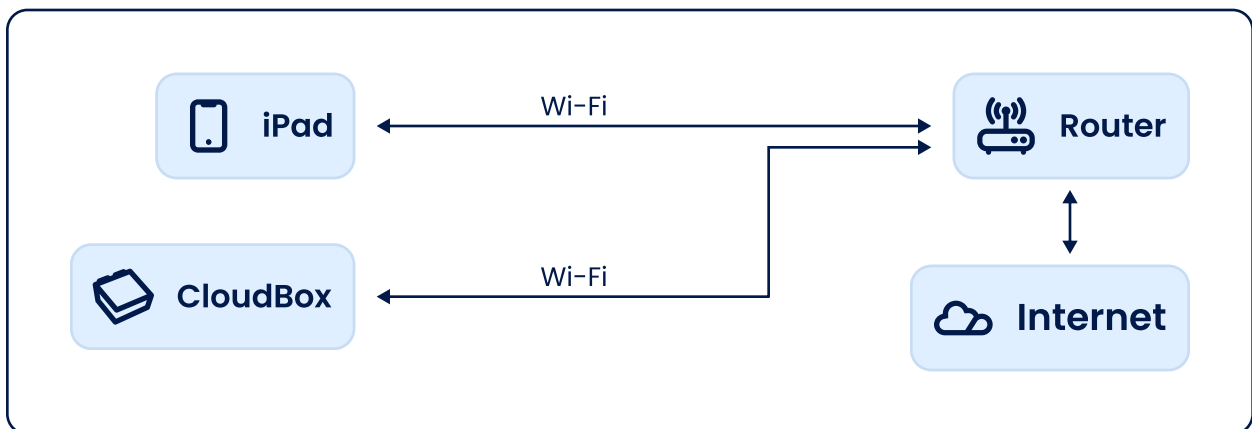 iPad
Wi-Fi
Router
CloudBox
Wi-Fi
Internet